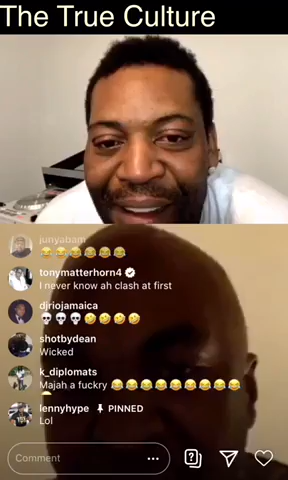 The True Culture
junyabam
😂😂😂😂😂😂
tonymatterhorn4
I never know ah clash at first
djriojamaica
💀💀💀🤣🤣🤣🤣
shotbydean
Wicked
k_diplomats
Majah a fuckry 😂😂😂😂😂😂😂😂😂
😂
lennyhype PINNED
Lol
Comment ...